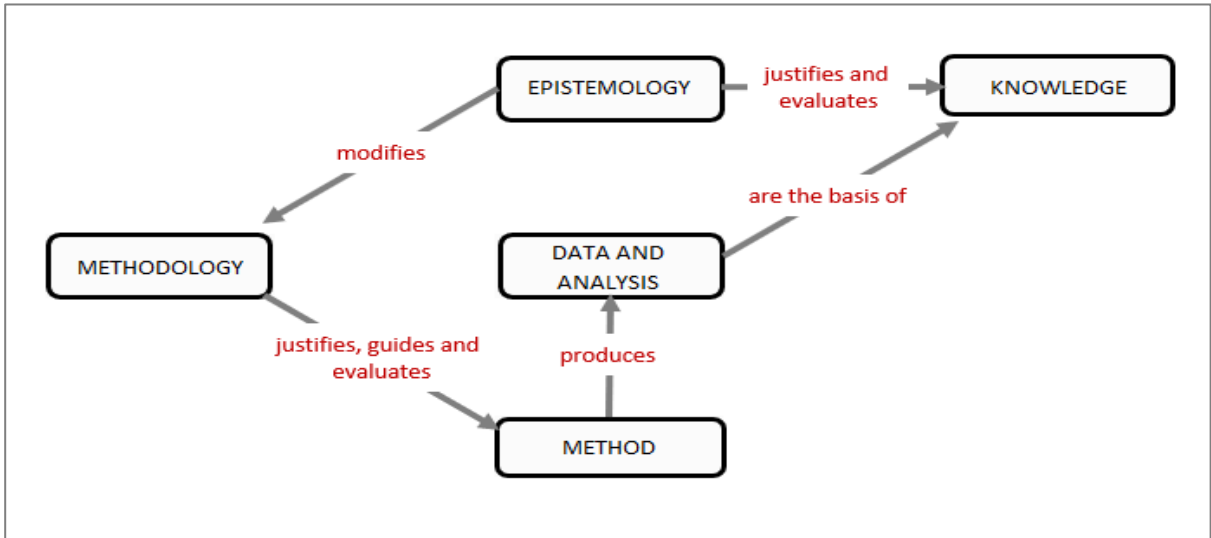 EPISTEMOLOGY
justifies and
evaluates
KNOWLEDGE
modifies
are the basis of
METHODOLOGY
DATA AND
ANALYSIS
justifies, guides and
evaluates
produces
METHOD